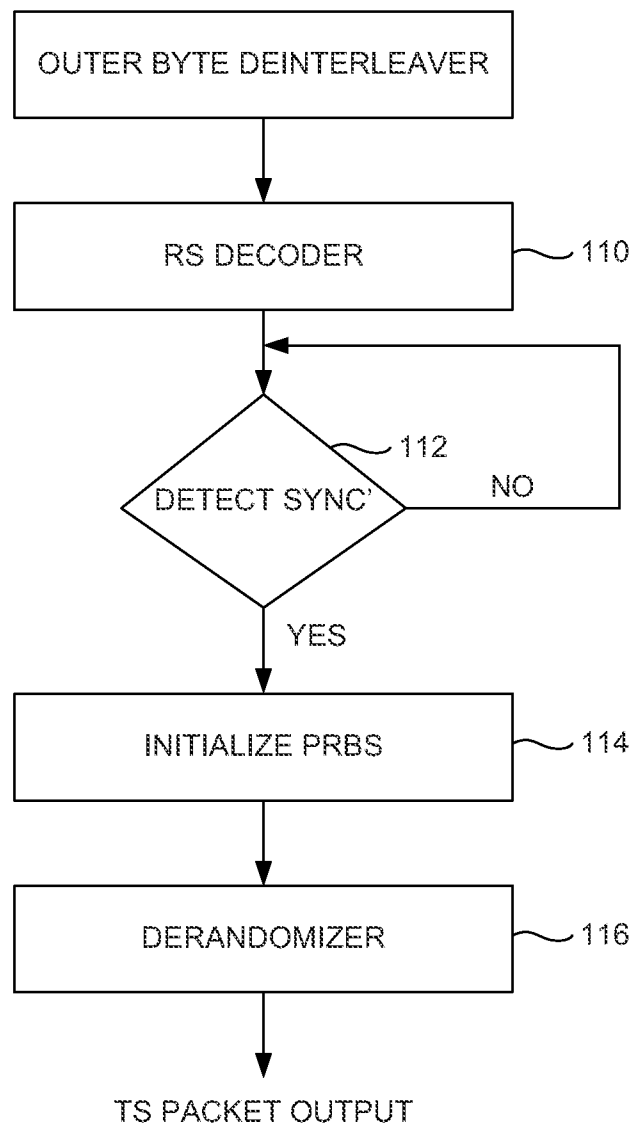 OUTER BYTE DEINTERLEAVER
RS DECODER
110
112
DETECT SYNC'
NO
YES
INITIALIZE PRBS
114
DERANDOMIZER
116
TS PACKET OUTPUT